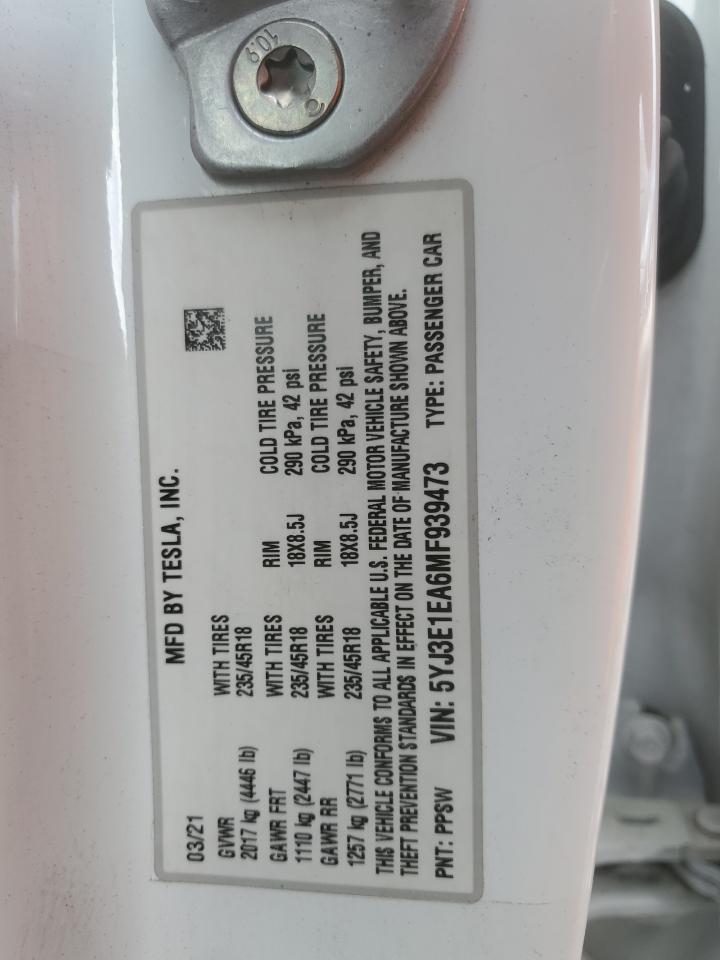 10.9
MFD BY TESLA, INC.
03/21
GVWR WITH TIRES
2017 kg (4446 lb) 235/45R18
GAWR FRT WITH TIRES RIM COLD TIRE PRESSURE
1110 kg (2447 lb) 235/45R18 18X8.5J 290 kPa, 42 psi
GAWR RR WITH TIRES RIM COLD TIRE PRESSURE
1257 kg (2771 lb) 235/45R18 18X8.5J 290 kPa, 42 psi
THIS VEHICLE CONFORMS TO ALL APPLICABLE U.S. FEDERAL MOTOR VEHICLE SAFETY, BUMPER, AND
THEFT PREVENTION STANDARDS IN EFFECT ON THE DATE OF MANUFACTURE SHOWN ABOVE.
PNT: PPSW VIN: 5YJ3E1EA6MF939473 TYPE: PASSENGER CAR